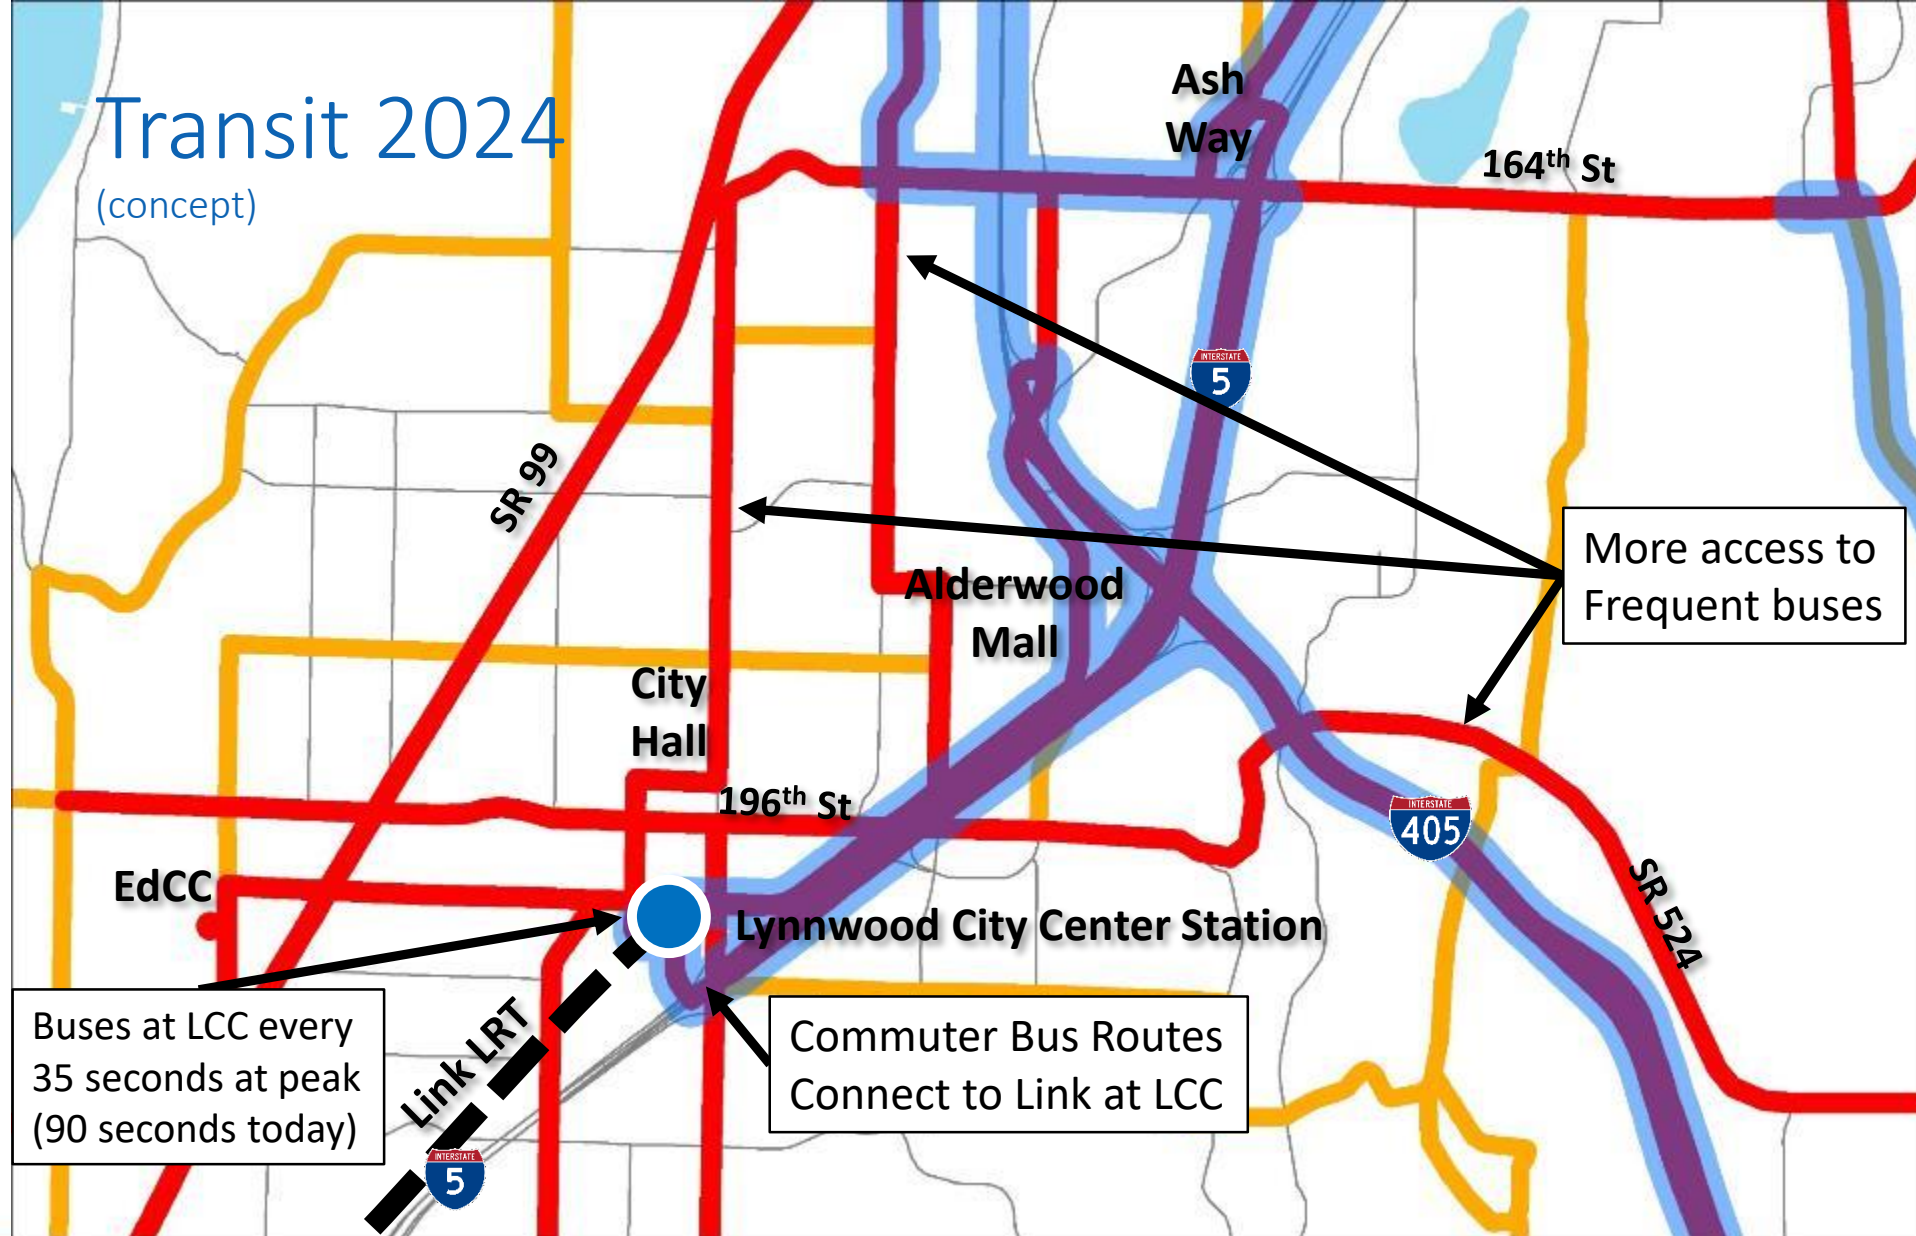 Transit 2024
(concept)
Ash
Way
164th St
INTERSTATE
5
SR 99
More access to
Frequent buses
Alderwood
Mall
City
Hall
196th St
INTERSTATE
405
SR 524
EdCC
Lynnwood City Center Station
Buses at LCC every
35 seconds at peak
(90 seconds today)
Link LRT
Commuter Bus Routes
Connect to Link at LCC
INTERSTATE
5